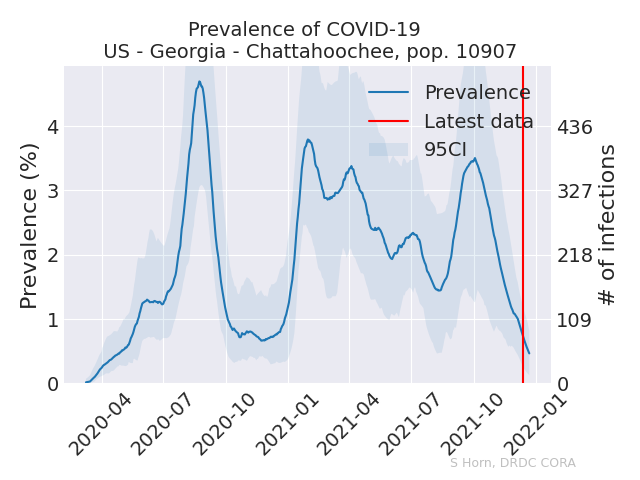 Prevalence of COVID-19
US - Georgia - Chattahoochee, pop. 10907
Prevalence
Latest data
95CI
Prevalence (%)
4
3
2
1
0
436
327
218
109
0
# of infections
2020-04
2020-07
2020-10
2021-01
2021-04
2021-07
2021-10
2022-01
S Horn, DRDC CORA